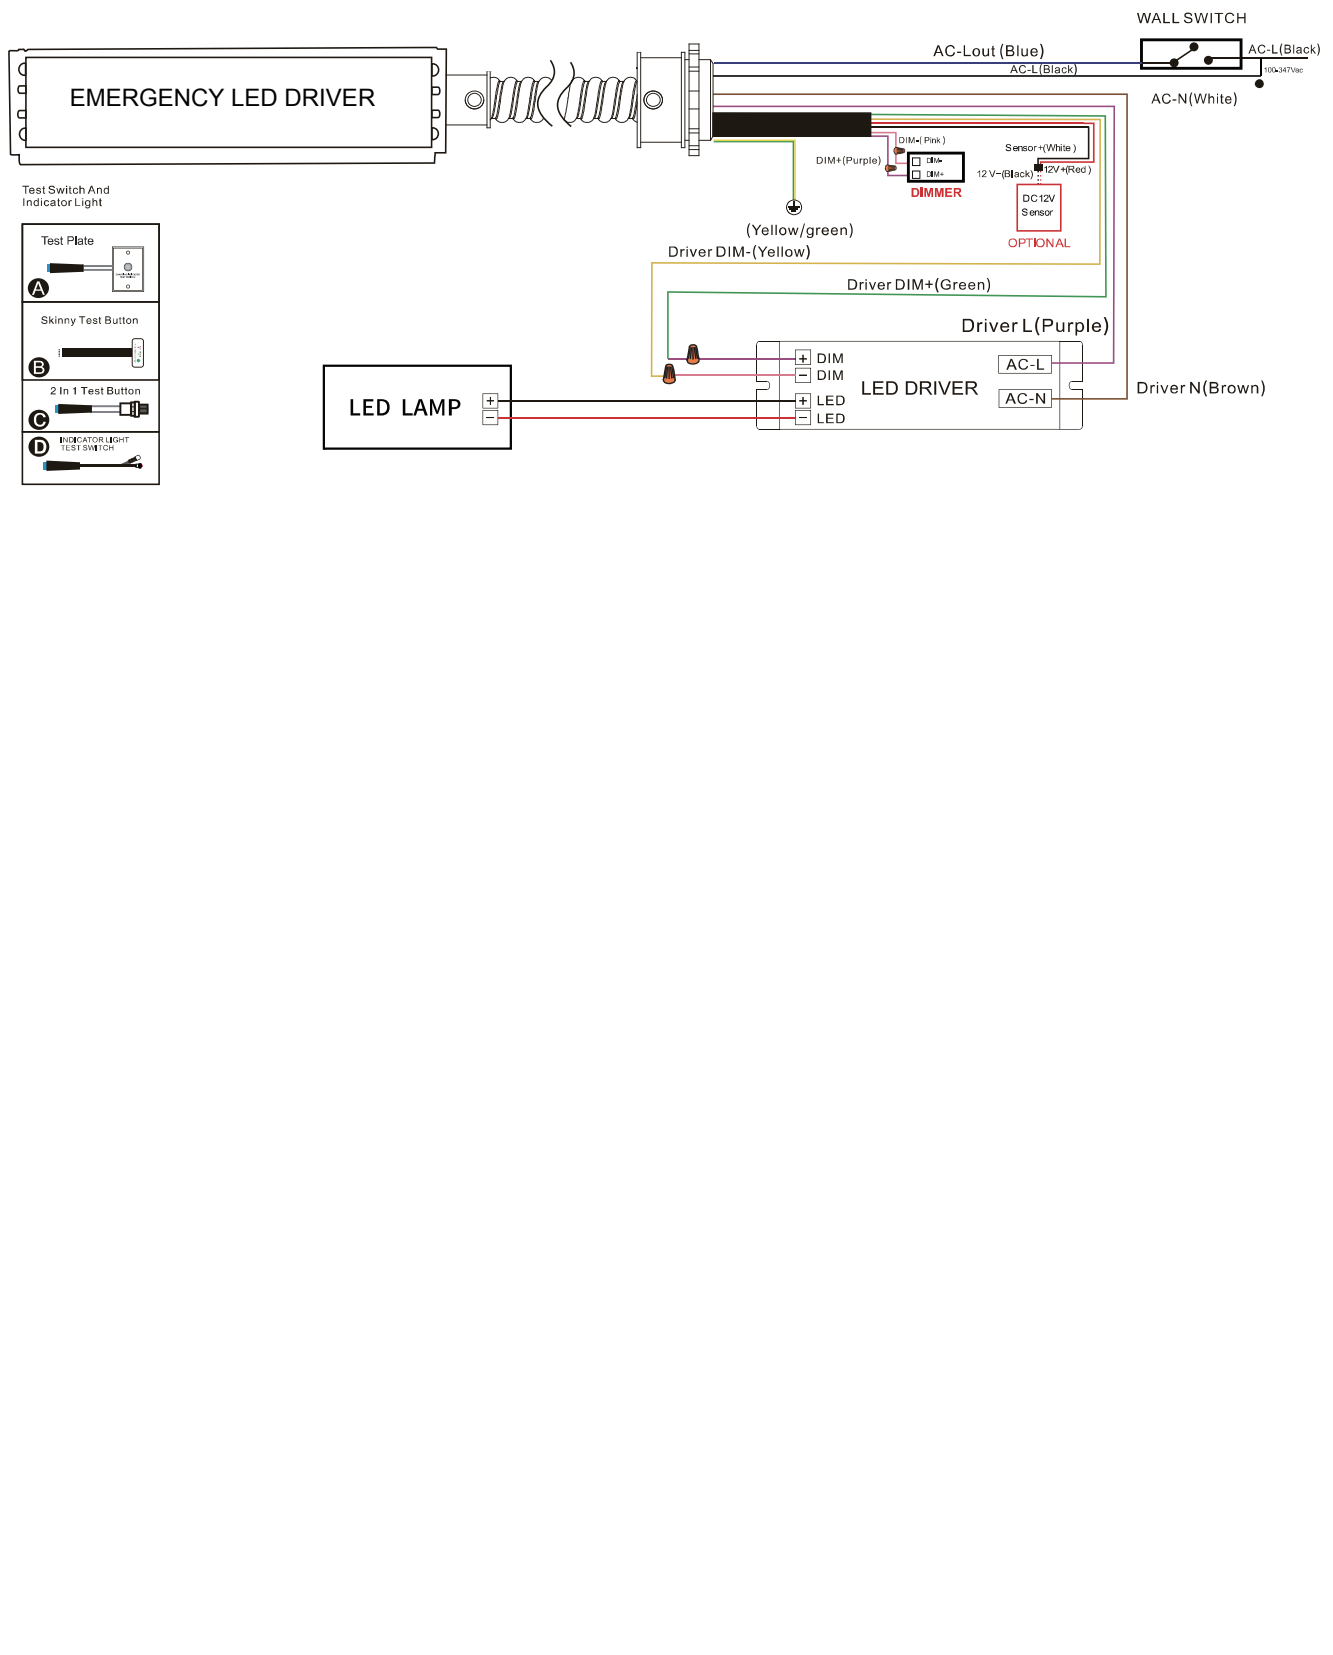 WALL SWITCH
AC-Lout (Blue)
AC-L(Black)
AC-L(Black)
100-347Vac
AC-N(White)
EMERGENCY LED DRIVER
DIM-( Pink )
DIM+(Purple)
DIM-
DIM+
DIMMER
Sensor+(White )
12V-(Black)
12V+(Red )
DC12V
Sensor
OPTIONAL
(Yellow/green)
Driver DIM-(Yellow)
Driver DIM+(Green)
Driver L(Purple)
Driver N(Brown)
Test Switch And
Indicator Light
Test Plate
A
Skinny Test Button
B
2 In 1 Test Button
C
D
INDICATOR LIGHT
TEST SWITCH
LED LAMP
+
−
+ DIM
− DIM
+ LED
− LED
LED DRIVER
AC-L
AC-N